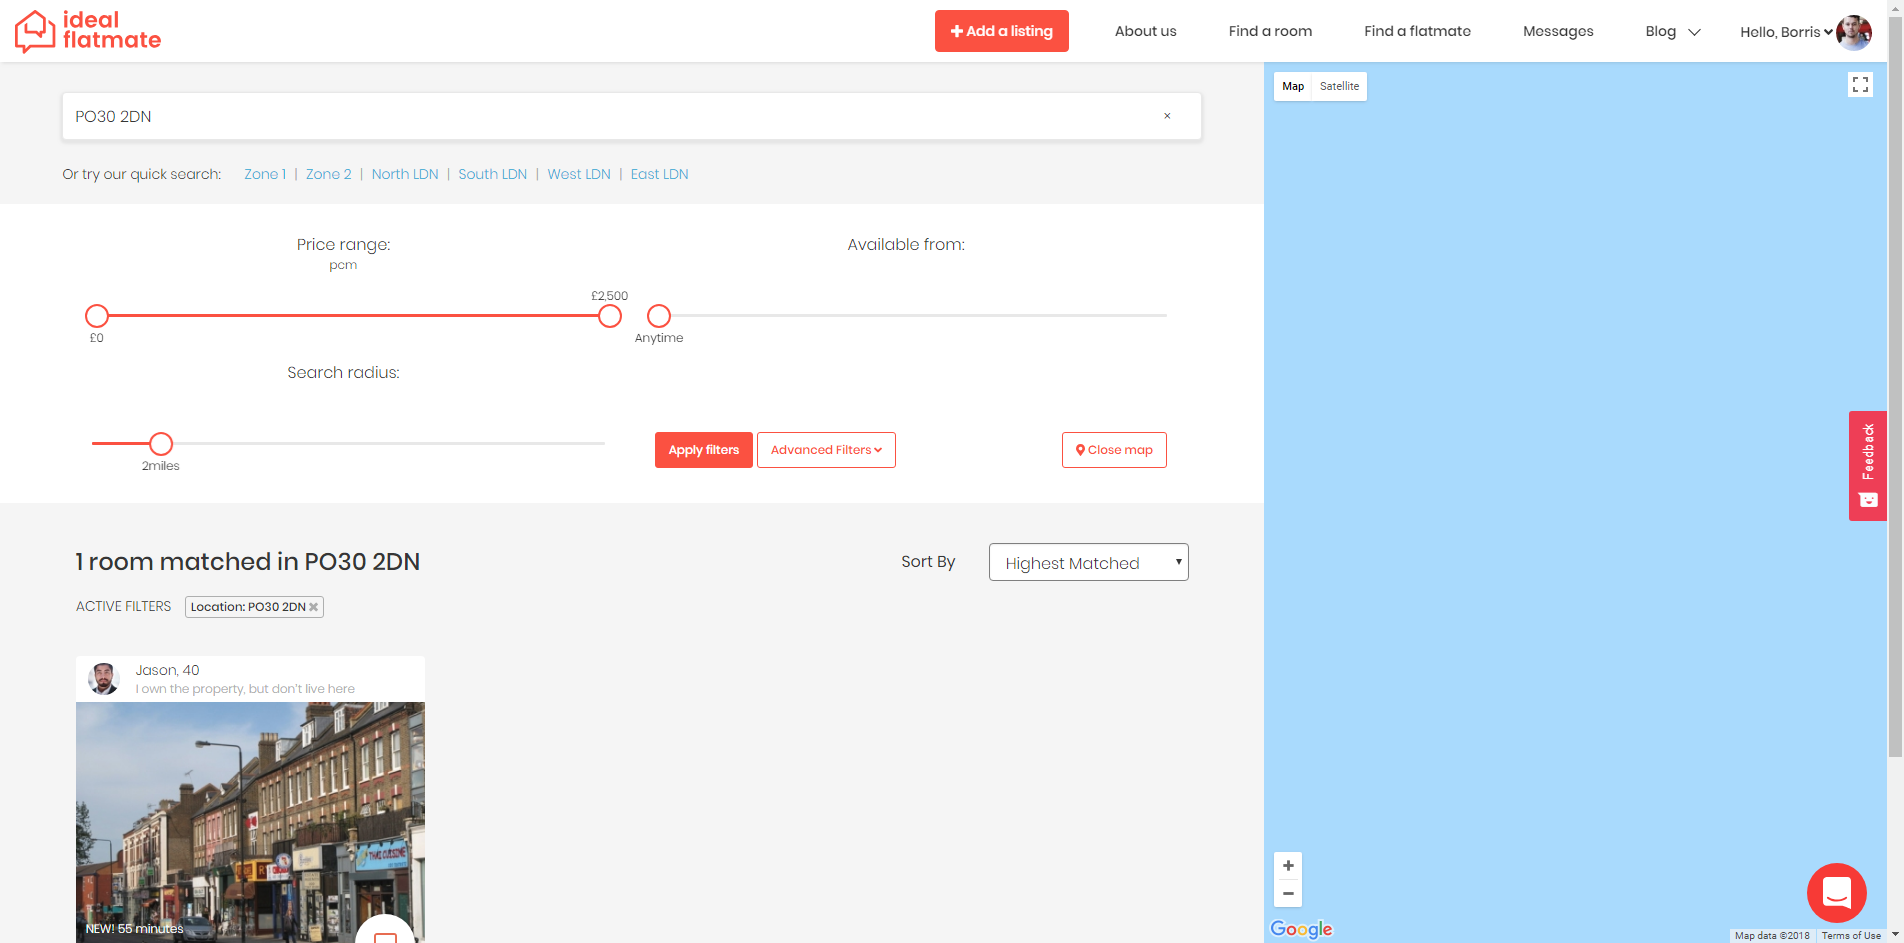 ideal
flatmate
Add a listing
About us
Find a room
Find a flatmate
Messages
Blog
Hello, Borris
PO30 2DN
×
Or try our quick search: Zone 1 | Zone 2 | North LDN | South LDN | West LDN | East LDN
Price range:
pcm
£2,500
£0
Available from:
Anytime
Search radius:
2miles
Apply filters
Advanced Filters
Close map
1 room matched in PO30 2DN
Sort By
Highest Matched
ACTIVE FILTERS
Location: PO30 2DN
Jason, 40
I own the property, but don't live here
THAI CUISINE
NEW! 55 minutes
Map
Satellite
Feedback
+
−
Google
Map data ©2018
Terms of Use